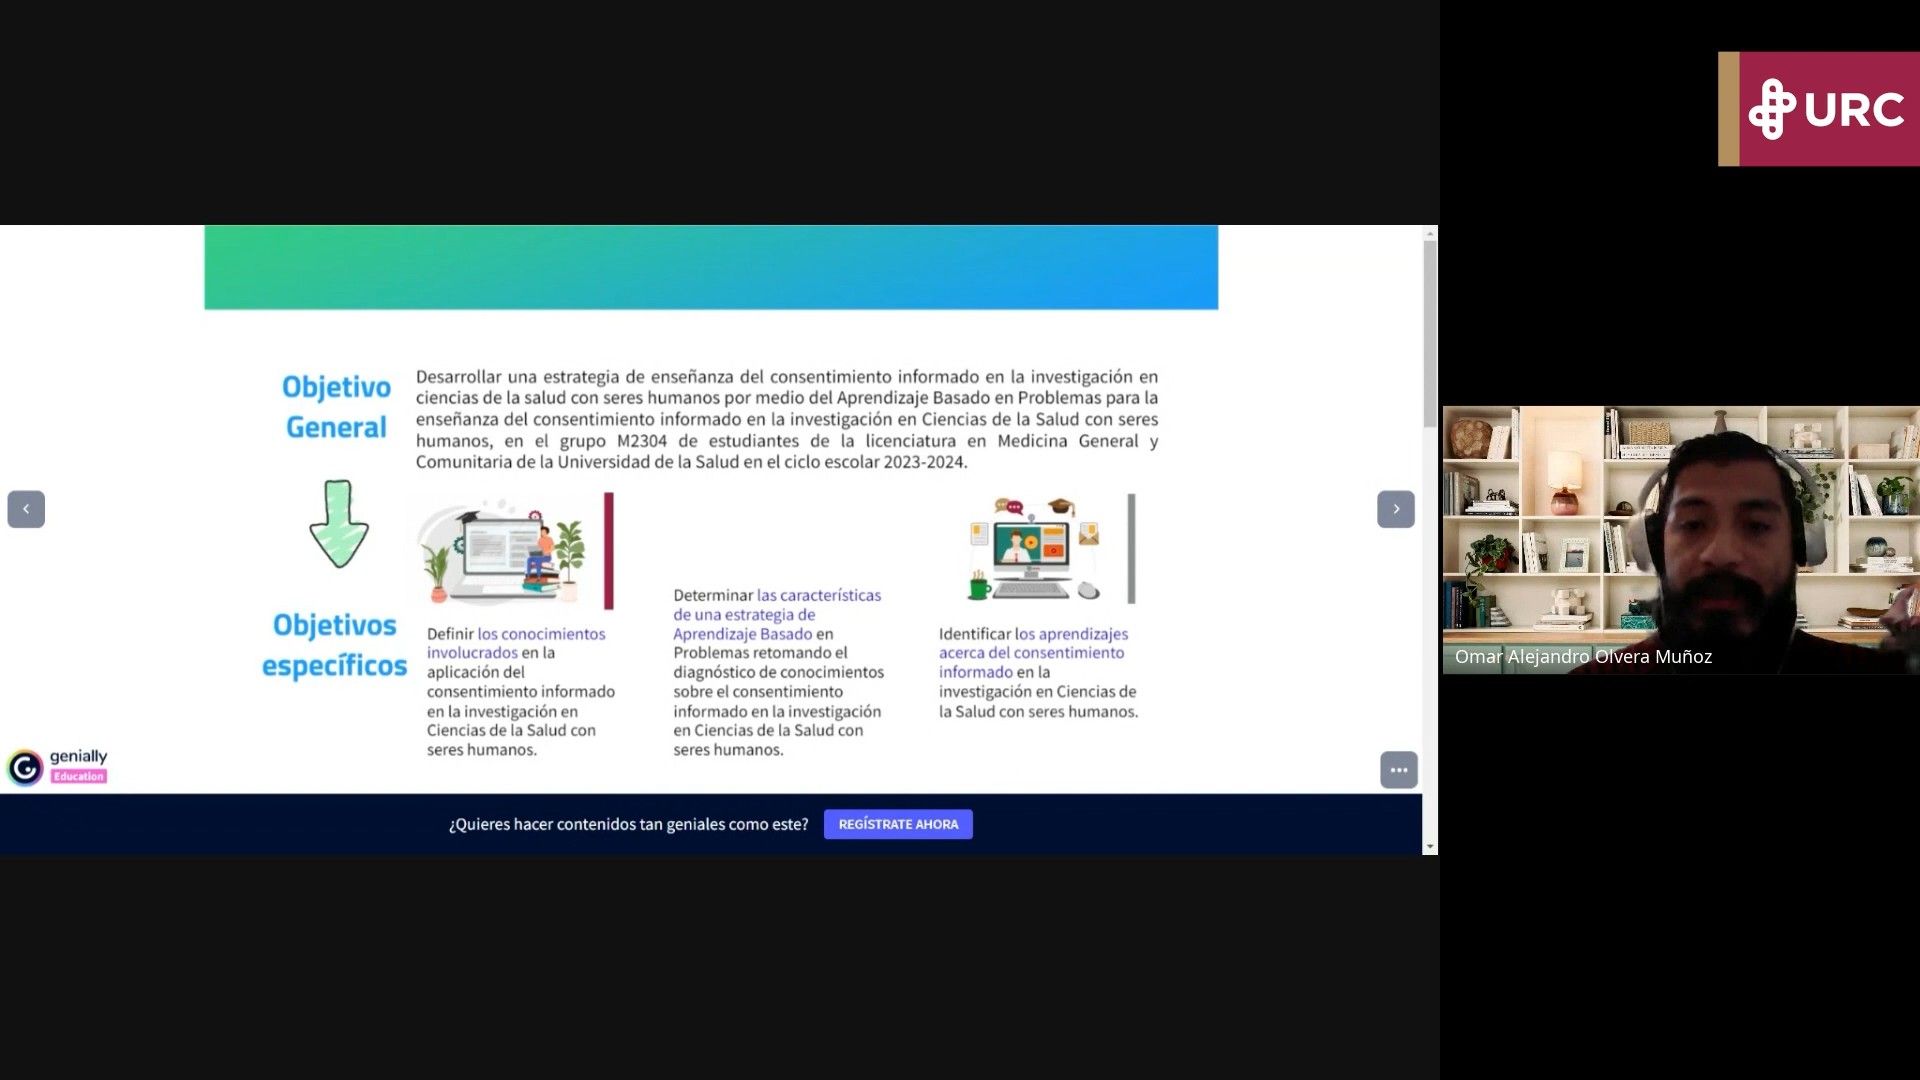 URC
Objetivo
General
Desarrollar una estrategia de enseñanza del consentimiento informado en la investigación en
ciencias de la salud con seres humanos por medio del Aprendizaje Basado en Problemas para la
enseñanza del consentimiento informado en la investigación en Ciencias de la Salud con seres
humanos, en el grupo M2304 de estudiantes de la licenciatura en Medicina General y
Comunitaria de la Universidad de la Salud en el ciclo escolar 2023-2024.
Objetivos
específicos
Definir los conocimientos
involucrados en la
aplicación del
consentimiento informado
en la investigación en
Ciencias de la Salud con
seres humanos.
Determinar las características
de una estrategia de
Aprendizaje Basado en
Problemas retomando el
diagnóstico de conocimientos
sobre el consentimiento
informado en la investigación
en Ciencias de la Salud con
seres humanos.
Identificar los aprendizajes
acerca del consentimiento
informado en la
investigación en Ciencias de
la Salud con seres humanos.
Omar Alejandro Olvera Muñoz
genially
Education
¿Quieres hacer contenidos tan geniales como este?
REGÍSTRATE AHORA